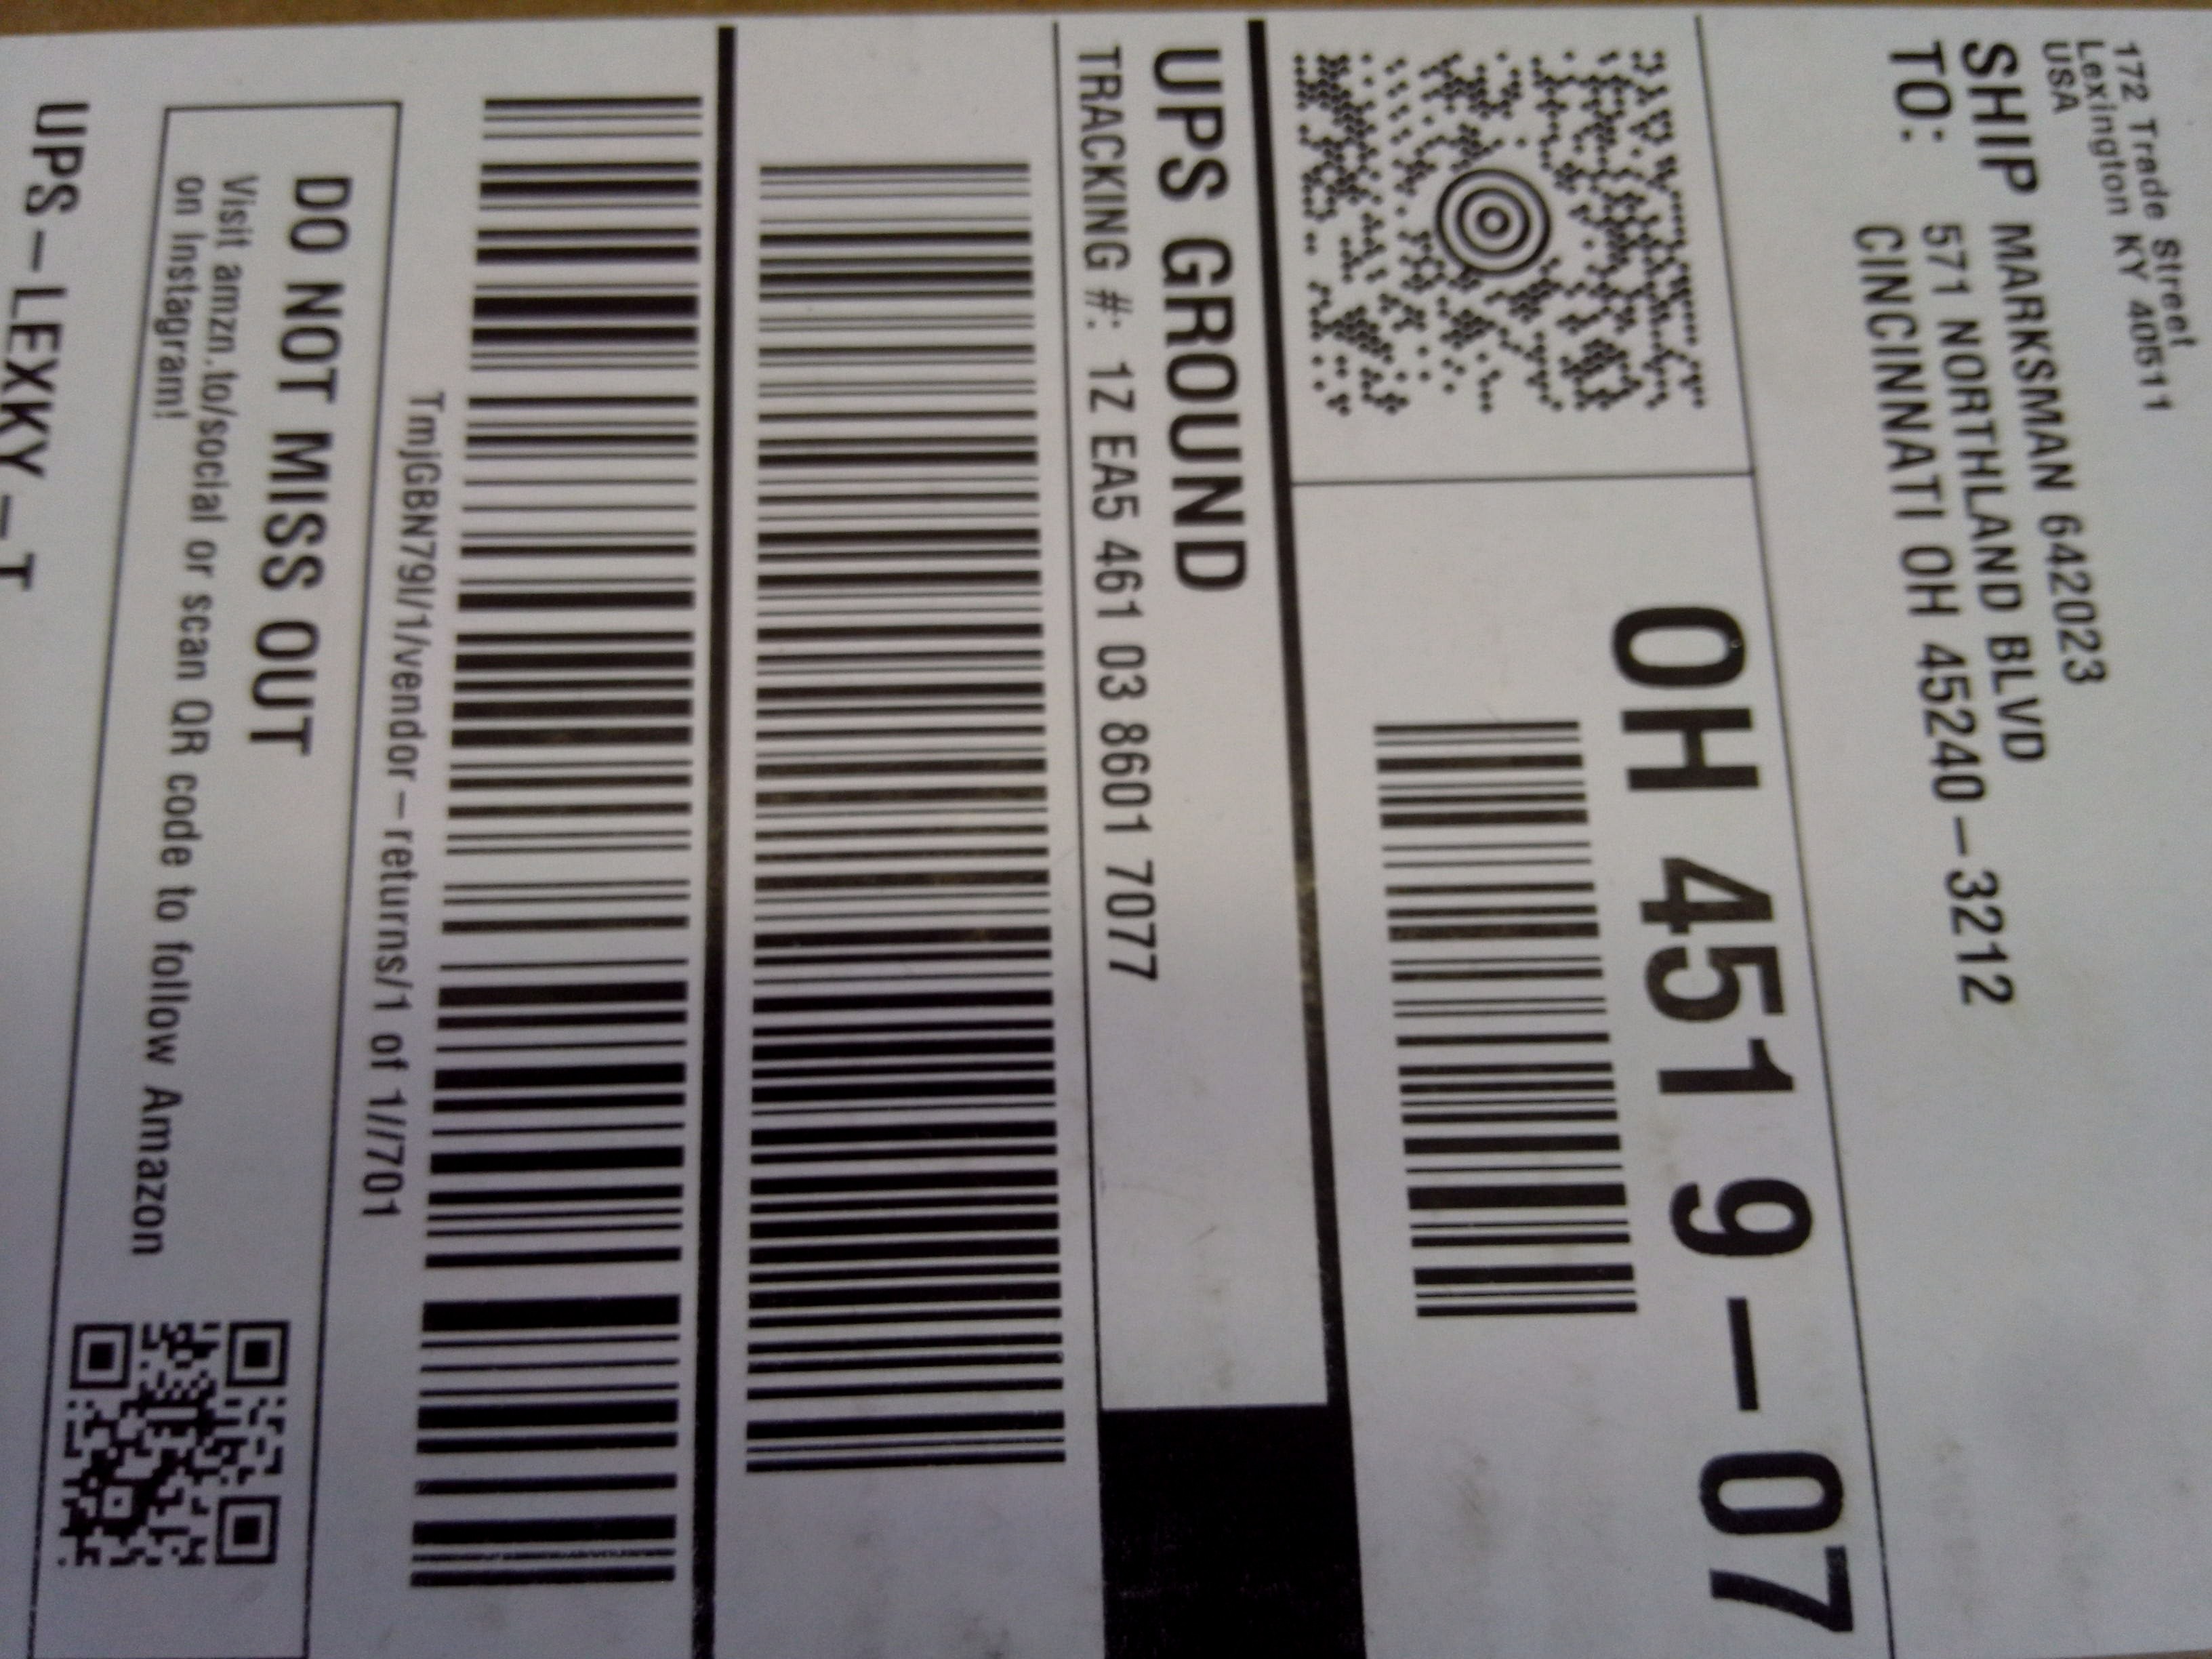 172 Trade Street
Lexington KY 40511
USA
SHIP MARKSMAN 642023
TO: 571 NORTHLAND BLVD
CINCINNATI OH 45240-3212
OH 451 9-07
UPS GROUND
TRACKING #: 1Z EA5 461 03 8601 7077
TmjGBN79l/1/vendor-returns/1 of 1//701
DO NOT MISS OUT
Visit amzn.to/social or scan QR code to follow Amazon
on Instagram!
UPS-LEXKY-T